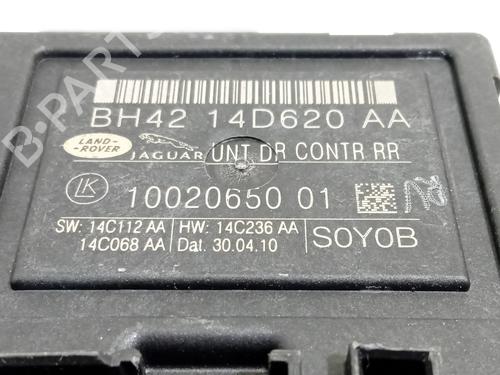 BH42 14D620 AA
LAND-
ROVER
JAGUAR UNT DR CONTR RR
LK 10020650 01
SW: 14C112 AA HW: 14C236 AA
14C068 AA Dat. 30.04.10
S0Y0B
B-PARTS